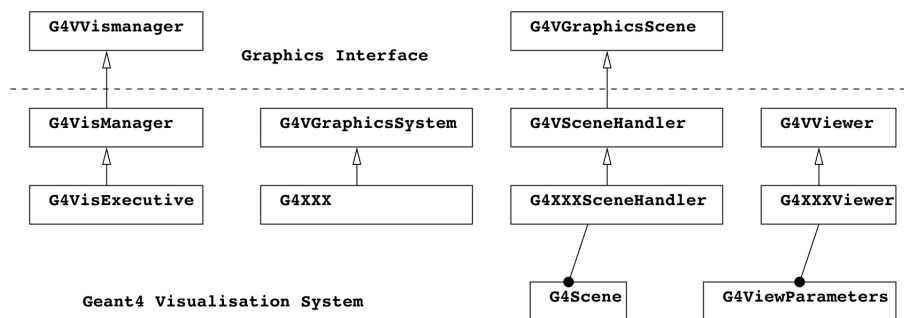 G4VVismanager
G4VGraphicsScene
Graphics Interface
G4VisManager
G4VGraphicsSystem
G4VSceneHandler
G4VViewer
G4VisExecutive
G4XXX
G4XXXSceneHandler
G4XXXViewer
Geant4 Visualisation System
G4Scene
G4ViewParameters